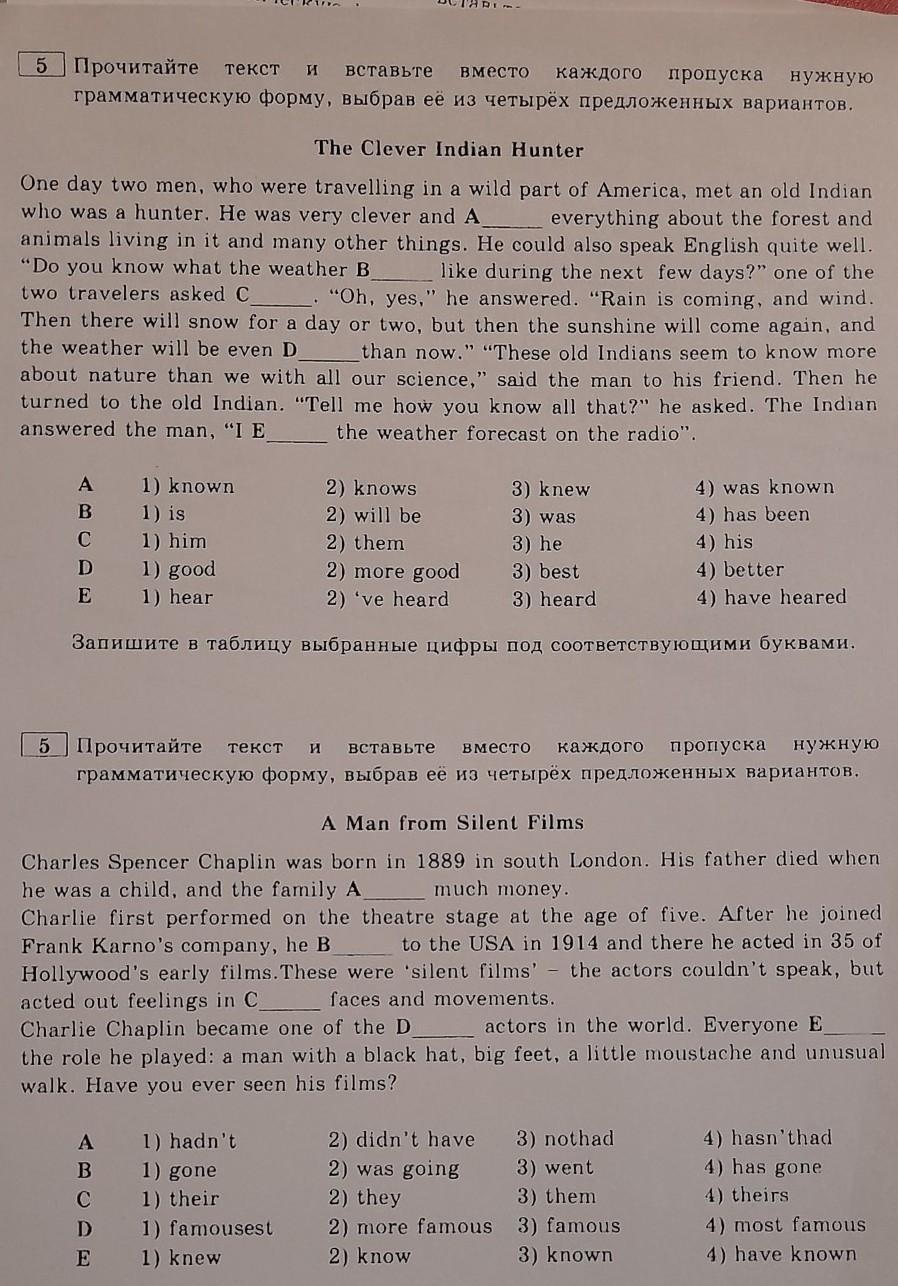 5 Прочитайте текст и вставьте вместо каждого пропуска нужную
грамматическую форму, выбрав её из четырёх предложенных вариантов.
The Clever Indian Hunter
One day two men, who were travelling in a wild part of America, met an old Indian
who was a hunter. He was very clever and A_____ everything about the forest and
animals living in it and many other things. He could also speak English quite well.
“Do you know what the weather B_____ like during the next few days?” one of the
two travelers asked C_____. “Oh, yes,” he answered. “Rain is coming, and wind.
Then there will snow for a day or two, but then the sunshine will come again, and
the weather will be even D_____than now.” “These old Indians seem to know more
about nature than we with all our science,” said the man to his friend. Then he
turned to the old Indian. “Tell me how you know all that?” he asked. The Indian
answered the man, “I E_____ the weather forecast on the radio”.
A 1) known 2) knows 3) knew 4) was known
B 1) is 2) will be 3) was 4) has been
C 1) him 2) them 3) he 4) his
D 1) good 2) more good 3) best 4) better
E 1) hear 2) ‘ve heard 3) heard 4) have heared
Запишите в таблицу выбранные цифры под соответствующими буквами.
5 Прочитайте текст и вставьте вместо каждого пропуска нужную
грамматическую форму, выбрав её из четырёх предложенных вариантов.
A Man from Silent Films
Charles Spencer Chaplin was born in 1889 in south London. His father died when
he was a child, and the family A_____ much money.
Charlie first performed on the theatre stage at the age of five. After he joined
Frank Karno’s company, he B_____ to the USA in 1914 and there he acted in 35 of
Hollywood’s early films.These were ‘silent films’ – the actors couldn’t speak, but
acted out feelings in C_____ faces and movements.
Charlie Chaplin became one of the D_____ actors in the world. Everyone E_____
the role he played: a man with a black hat, big feet, a little moustache and unusual
walk. Have you ever seen his films?
A 1) hadn’t 2) didn’t have 3) nothad 4) hasn’thad
B 1) gone 2) was going 3) went 4) has gone
C 1) their 2) they 3) them 4) theirs
D 1) famousest 2) more famous 3) famous 4) most famous
E 1) knew 2) know 3) known 4) have known